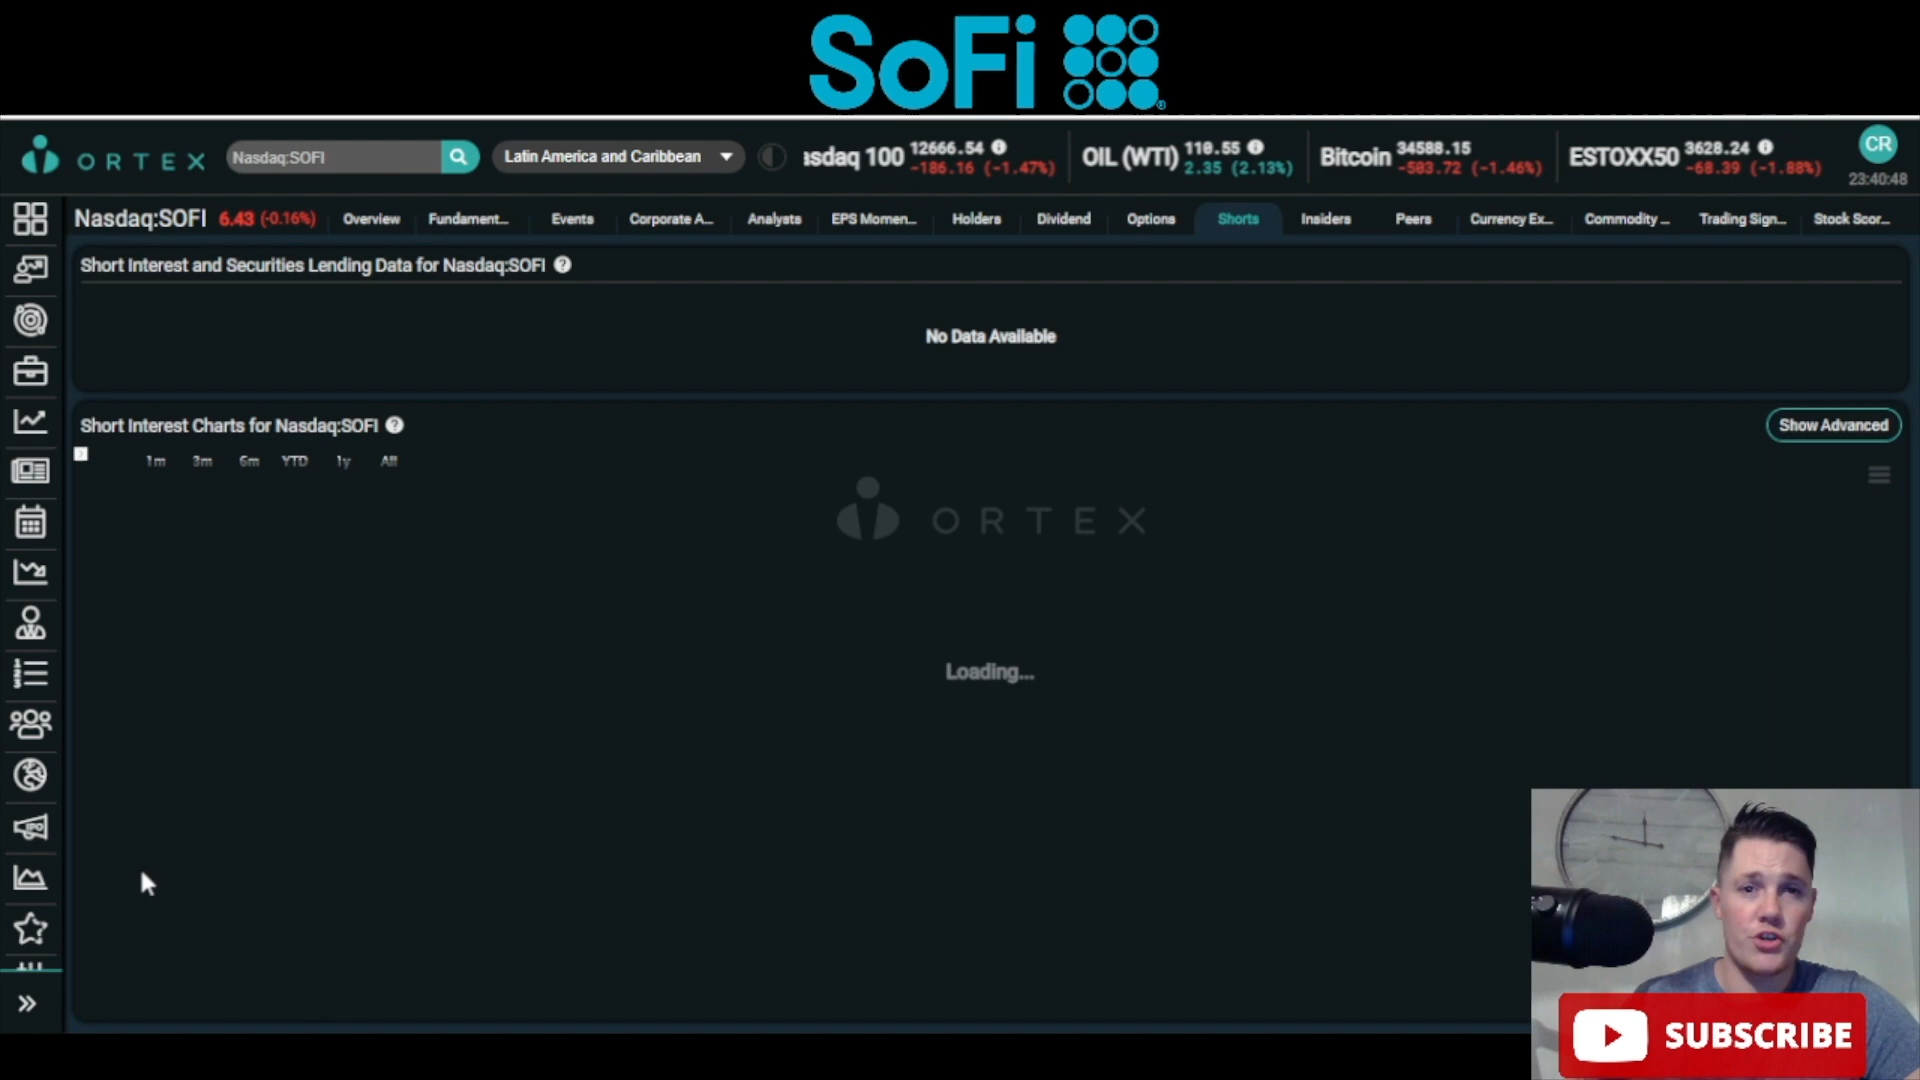 SoFi
ORTEX
Nasdaq:SOFI
Latin America and Caribbean
asdaq 100 12666.54 -186.16 (-1.47%)
OIL (WTI) 110.55 2.35 (2.13%)
Bitcoin 34588.15 -503.72 (-1.46%)
ESTOXX50 3628.24 -68.39 (-1.88%)
CR
23:40:48
Nasdaq:SOFI 6.43 (-0.16%) Overview Fundament... Events Corporate A... Analysts EPS Momen... Holders Dividend Options Shorts Insiders Peers Currency Ex... Commodity ... Trading Sign... Stock Scor...
Short Interest and Securities Lending Data for Nasdaq:SOFI
No Data Available
Short Interest Charts for Nasdaq:SOFI
Show Advanced
1m 3m 6m YTD 1y All
ORTEX
Loading...
IPO
SUBSCRIBE